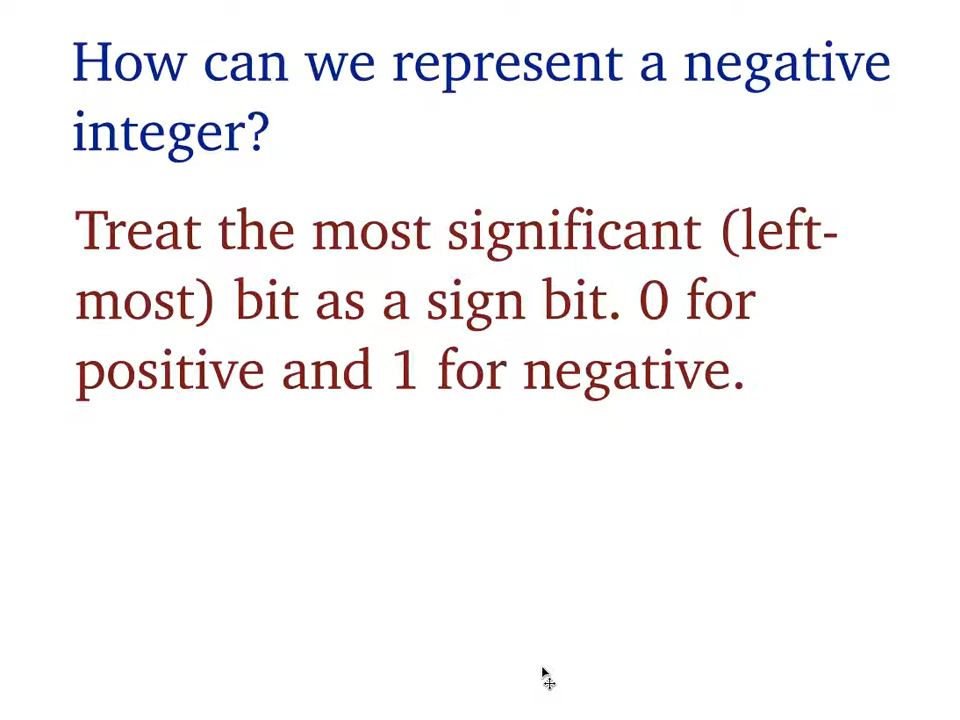 How can we represent a negative
integer?
Treat the most significant (left-
most) bit as a sign bit. 0 for
positive and 1 for negative.